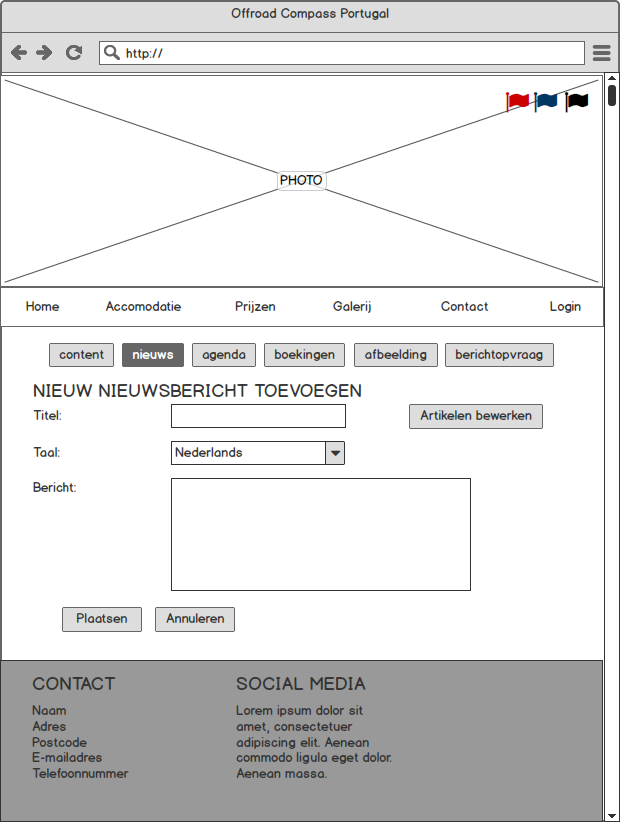 Offroad Compass Portugal
http://
PHOTO
Home Accomodatie Prijzen Galerij Contact Login
content nieuws agenda boekingen afbeelding berichtopvraag
NIEUW NIEUWSBERICHT TOEVOEGEN
Titel: Artikelen bewerken
Taal: Nederlands
Bericht:
Plaatsen Annuleren
CONTACT
Naam
Adres
Postcode
E-mailadres
Telefoonnummer
SOCIAL MEDIA
Lorem ipsum dolor sit
amet, consectetuer
adipiscing elit. Aenean
commodo ligula eget dolor.
Aenean massa.